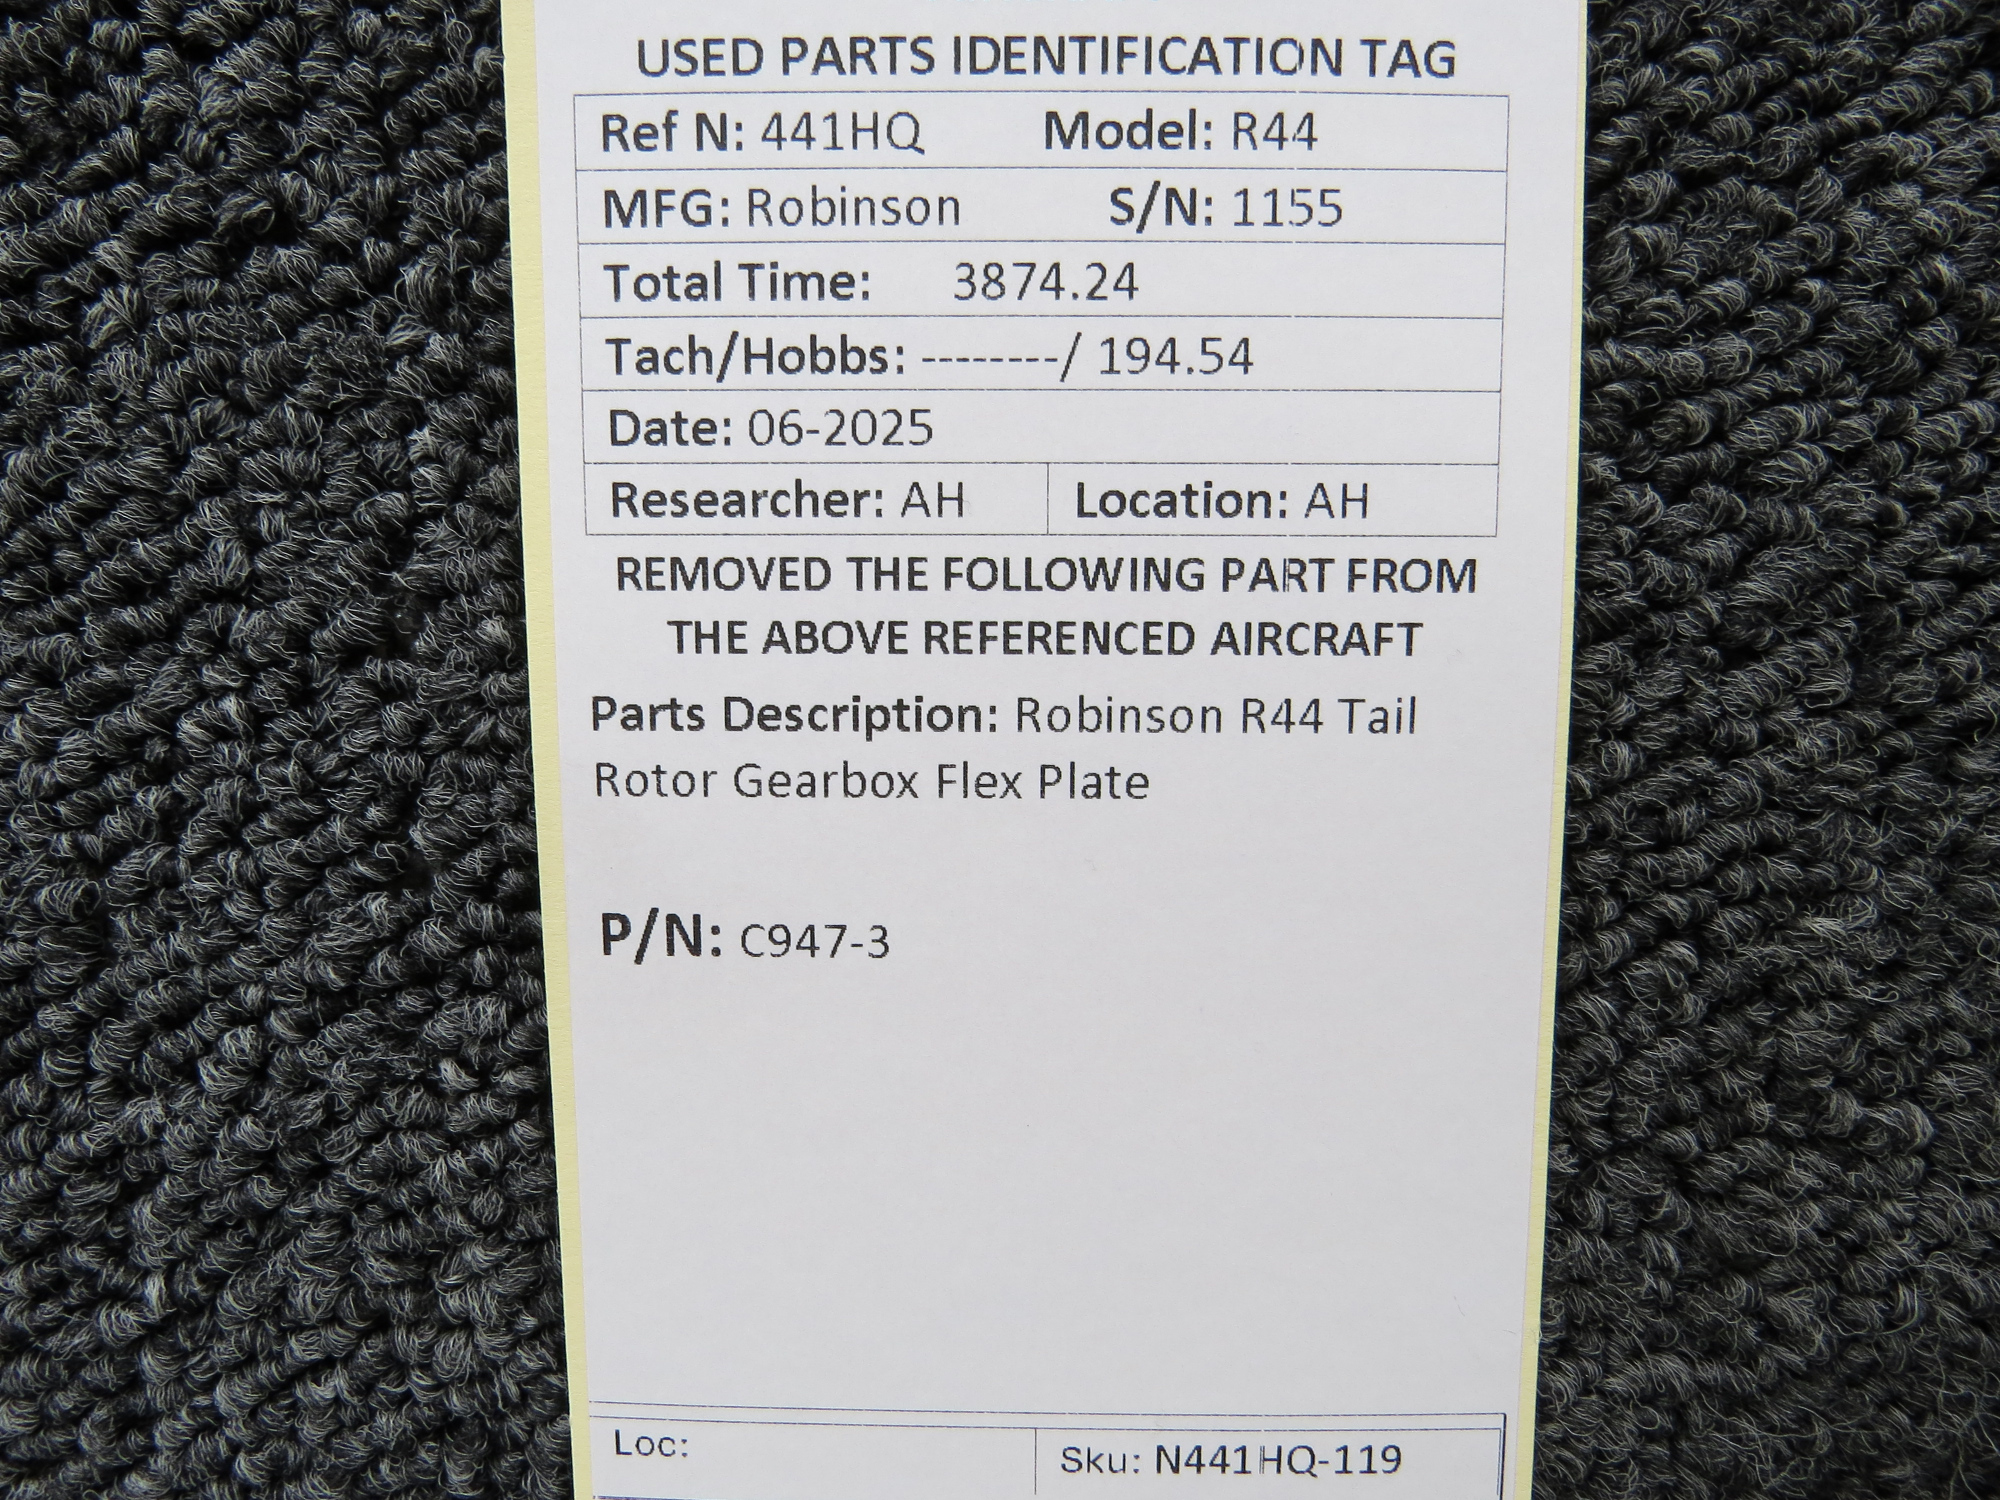 USED PARTS IDENTIFICATION TAG
Ref N: 441HQ Model: R44
MFG: Robinson S/N: 1155
Total Time: 3874.24
Tach/Hobbs: --------/ 194.54
Date: 06-2025
Researcher: AH Location: AH
REMOVED THE FOLLOWING PART FROM
THE ABOVE REFERENCED AIRCRAFT
Parts Description: Robinson R44 Tail
Rotor Gearbox Flex Plate
P/N: C947-3
Loc: Sku: N441HQ-119